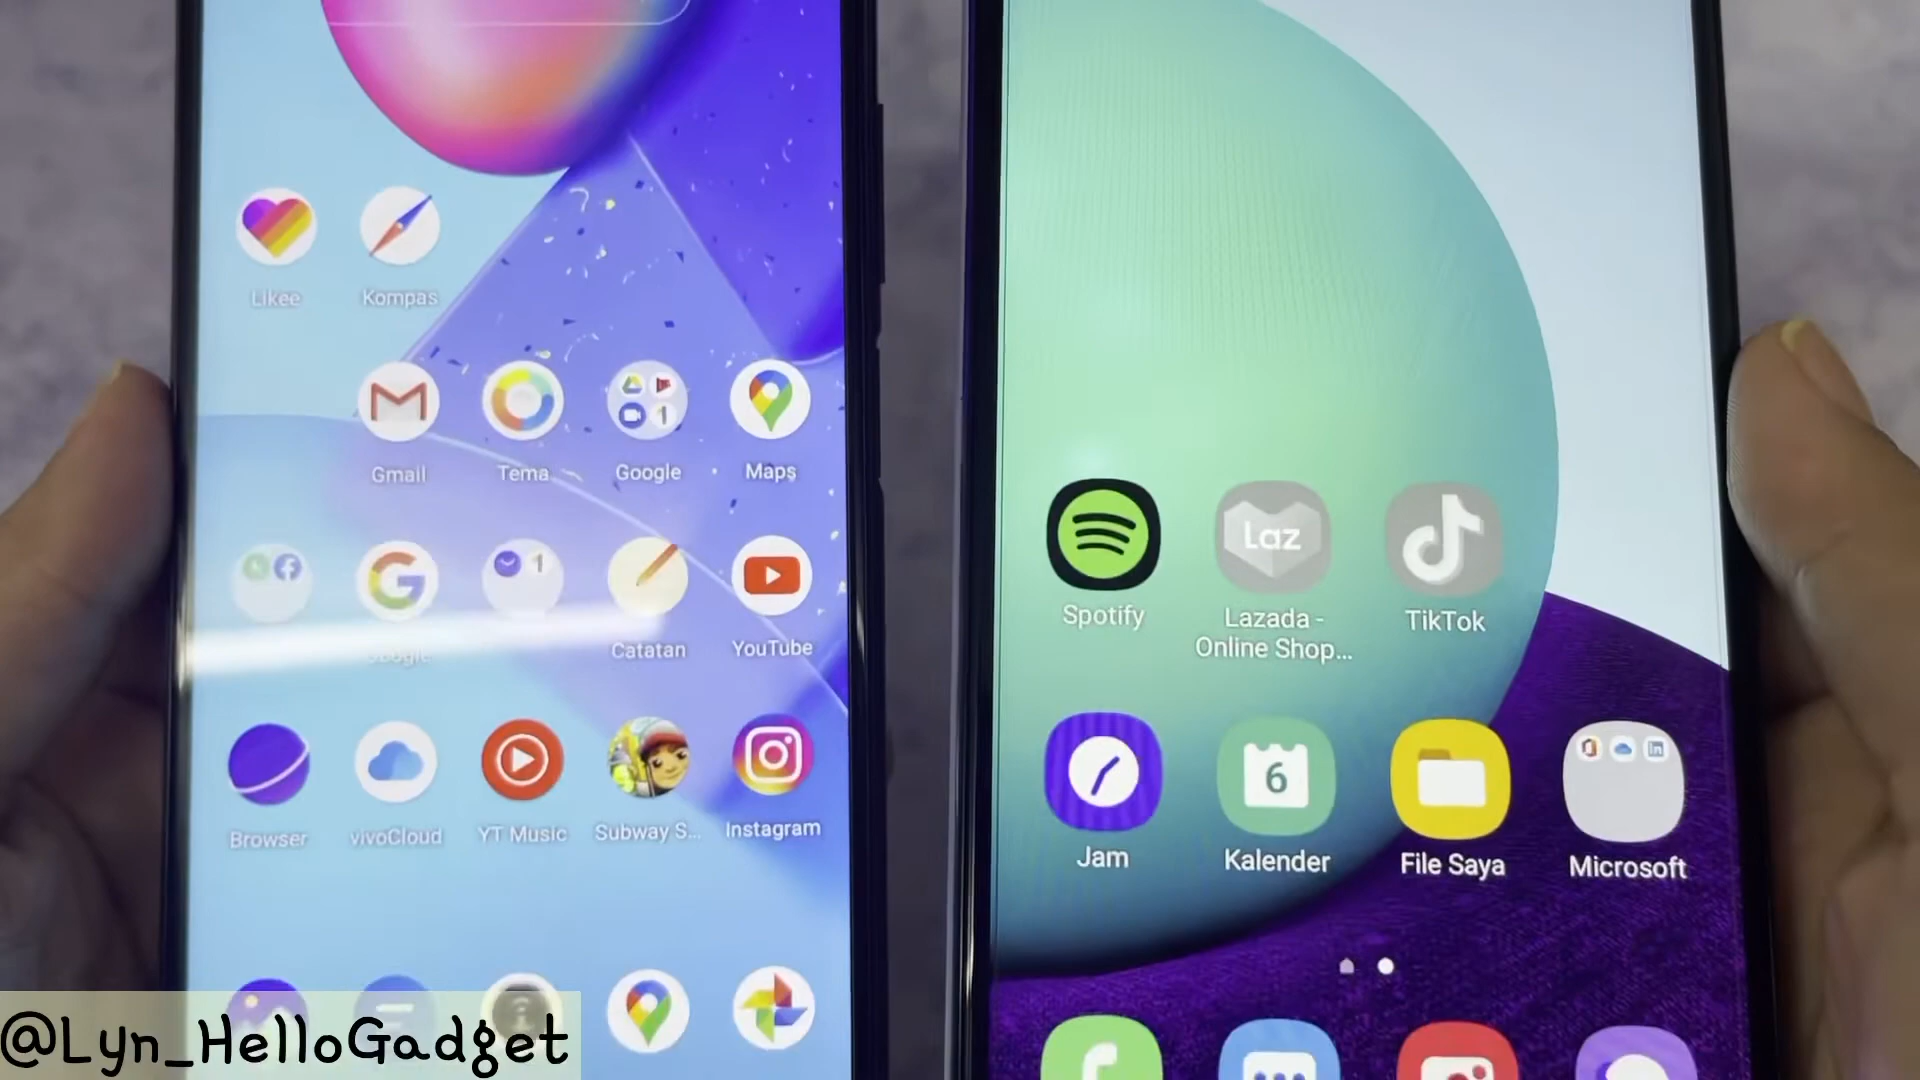 Likee
Kompas
Gmail
Tema
Google
Maps
Google
Catatan
YouTube
Browser
vivoCloud
YT Music
Subway S...
Instagram
Laz
Spotify
Lazada -
Online Shop...
TikTok
6
Jam
Kalender
File Saya
Microsoft
@Lyn_HelloGadget